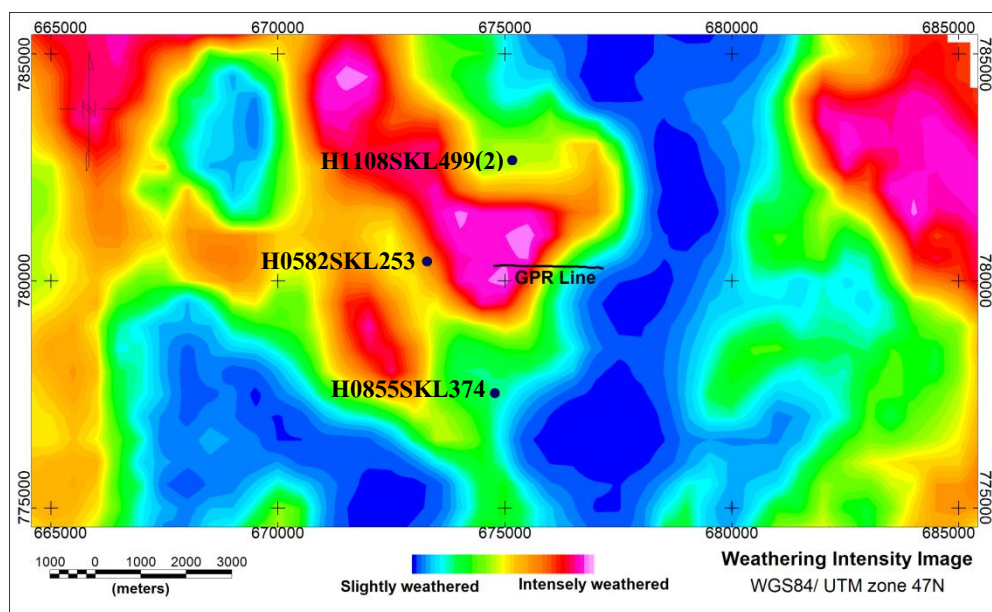 665000 670000 675000 680000 685000
785000 785000
H1108SKL499(2)
H0582SKL253
GPR Line
780000 780000
H0855SKL374
775000 775000
665000 670000 675000 680000 685000
1000 0 1000 2000 3000
(meters)
Slightly weathered Intensely weathered
Weathering Intensity Image
WGS84/ UTM zone 47N